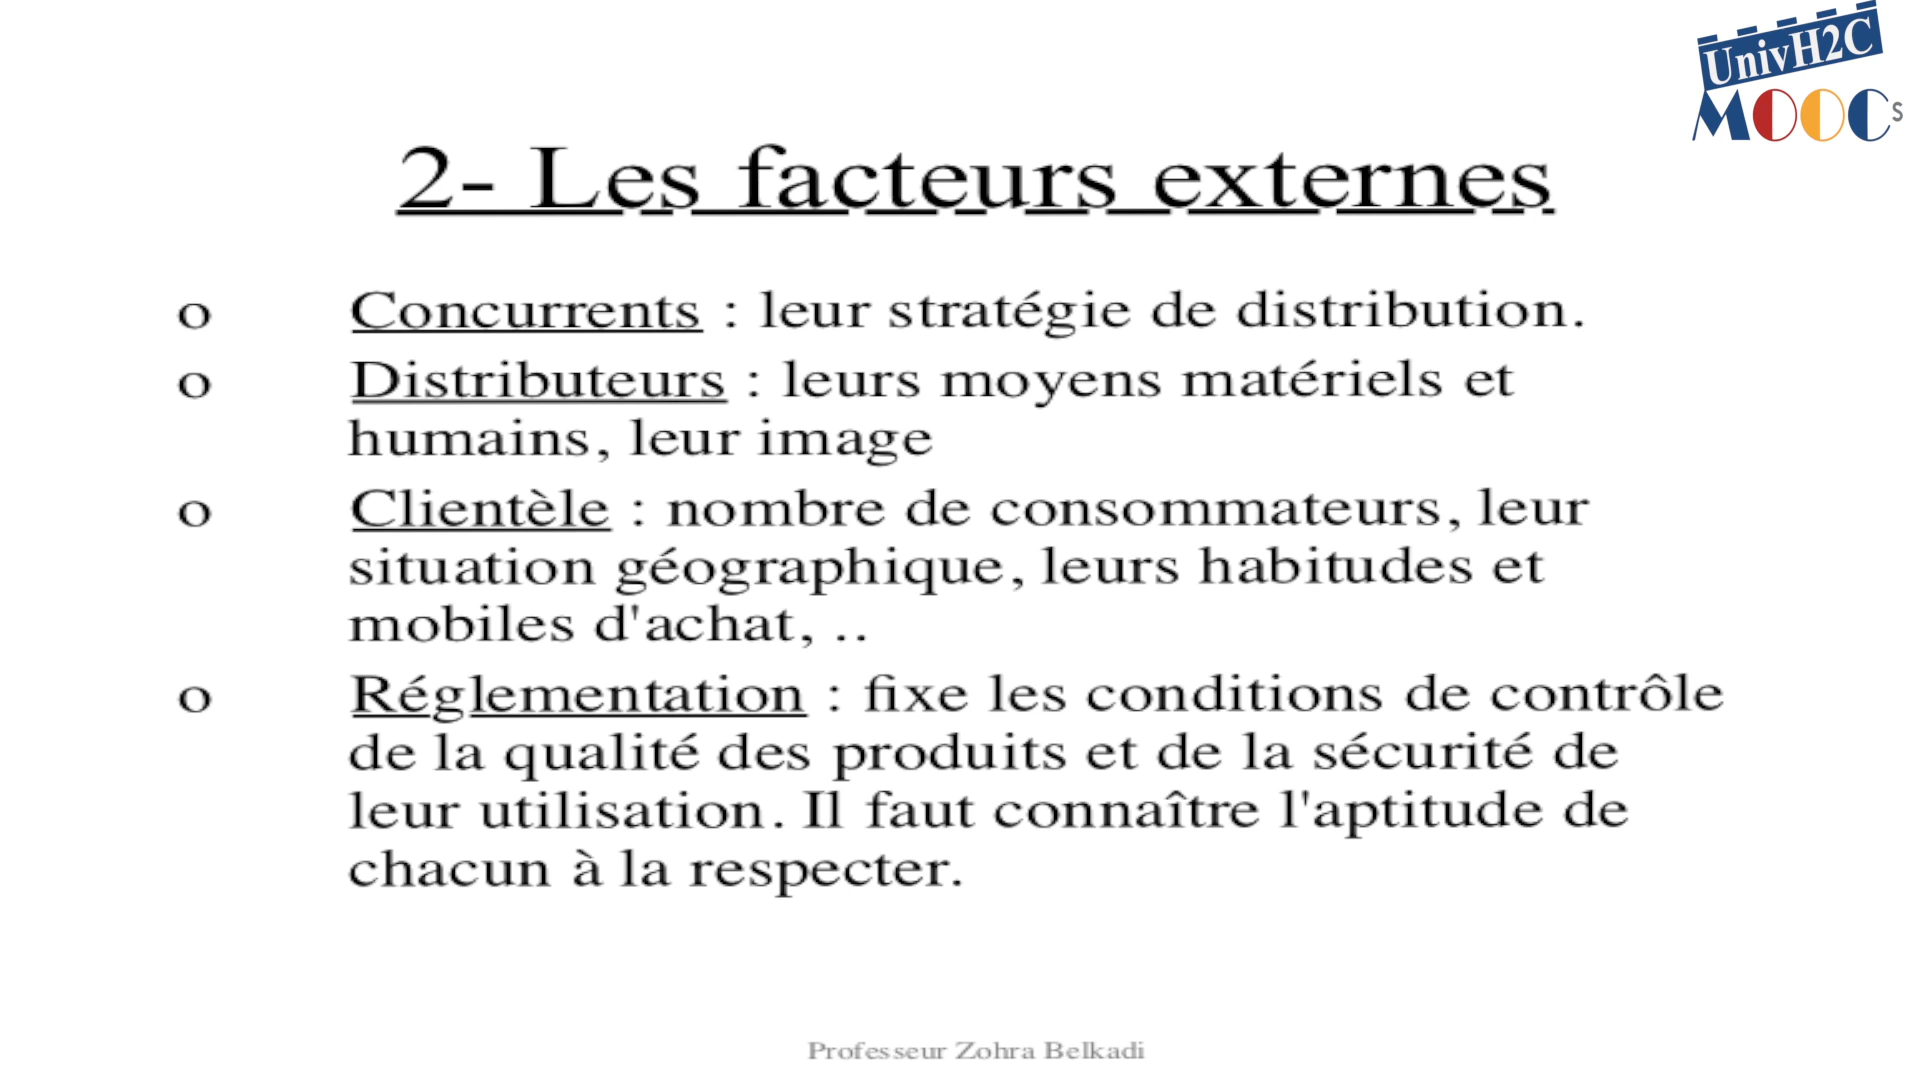 UnivH2C
MOOCs
2- Les facteurs externes
o Concurrents : leur stratégie de distribution.
o Distributeurs : leurs moyens matériels et
humains, leur image
o Clientèle : nombre de consommateurs, leur
situation géographique, leurs habitudes et
mobiles d'achat, ..
o Réglementation : fixe les conditions de contrôle
de la qualité des produits et de la sécurité de
leur utilisation. Il faut connaître l'aptitude de
chacun à la respecter.
Professeur Zohra Belkadi